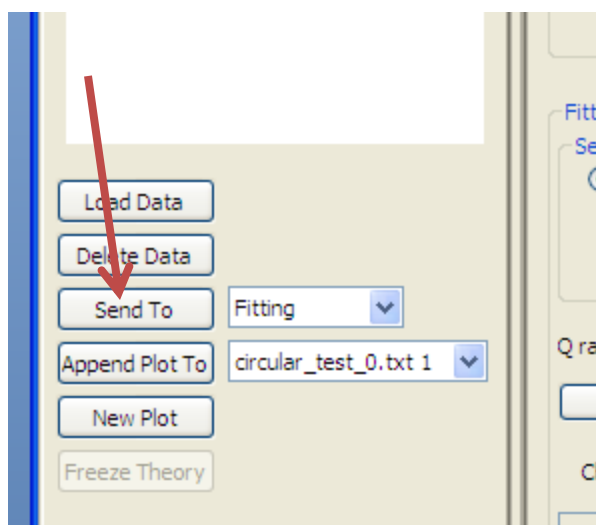 Load Data
Delete Data
Send To
Fitting
Append Plot To
circular_test_0.txt 1
New Plot
Freeze Theory
Fitt
Se
Q ra